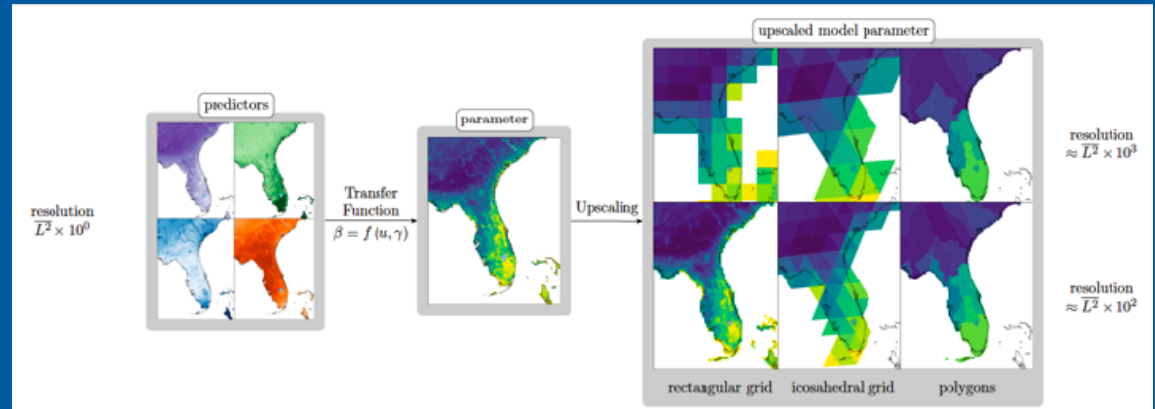 upscaled model parameter
predictors
parameter
resolution
≈ L̅² × 10³
resolution
L̅² × 10⁰
Transfer
Function
β = f (u, γ)
Upscaling
resolution
≈ L̅² × 10²
rectangular grid
icosahedral grid
polygons